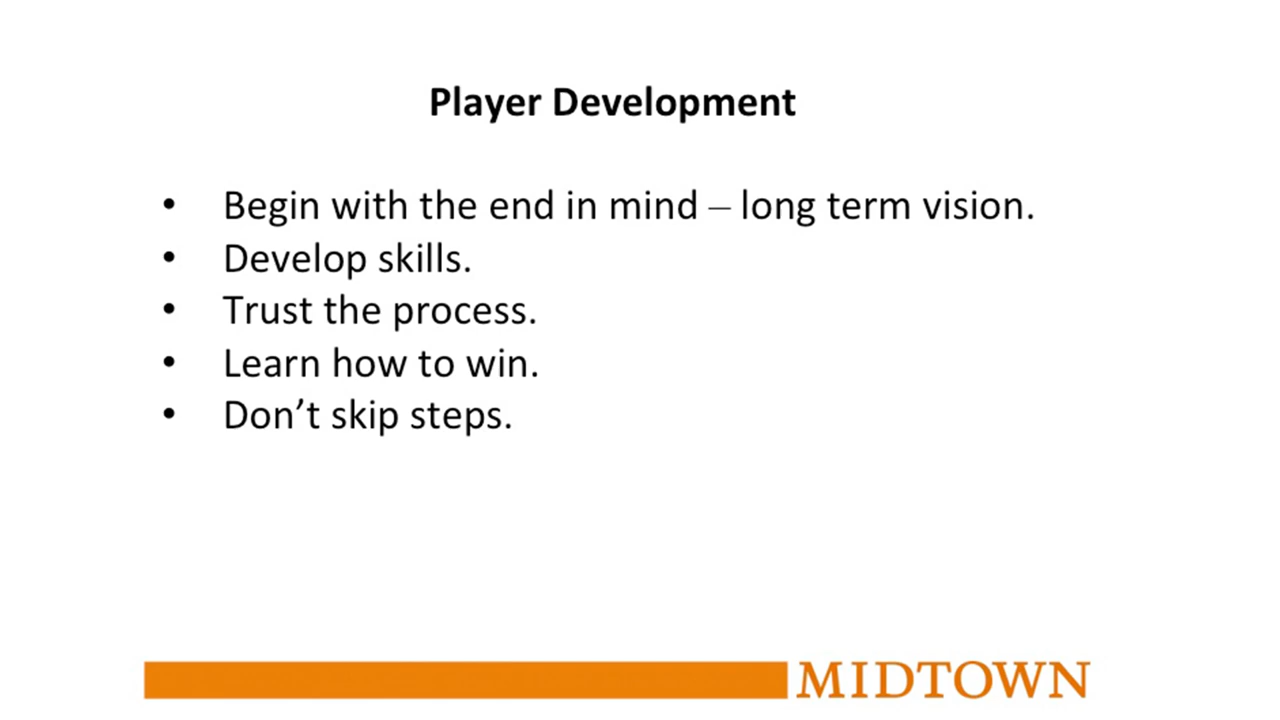 Player Development
• Begin with the end in mind – long term vision.
• Develop skills.
• Trust the process.
• Learn how to win.
• Don’t skip steps.
MIDTOWN